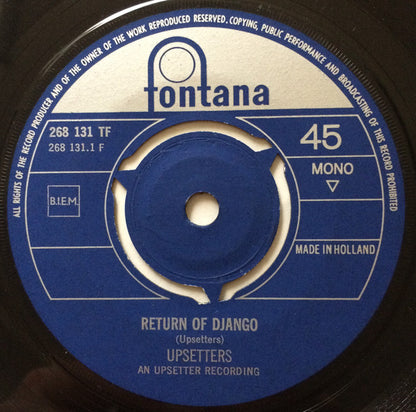 ALL RIGHTS OF THE RECORD PRODUCER AND OF THE OWNER OF THE WORK REPRODUCED RESERVED. COPYING, PUBLIC PERFORMANCE AND BROADCASTING OF THIS RECORD PROHIBITED
fontana
268 131 TF
268 131.1 F
45
MONO
B.I.E.M.
MADE IN HOLLAND
RETURN OF DJANGO
(Upsetters)
UPSETTERS
AN UPSETTER RECORDING